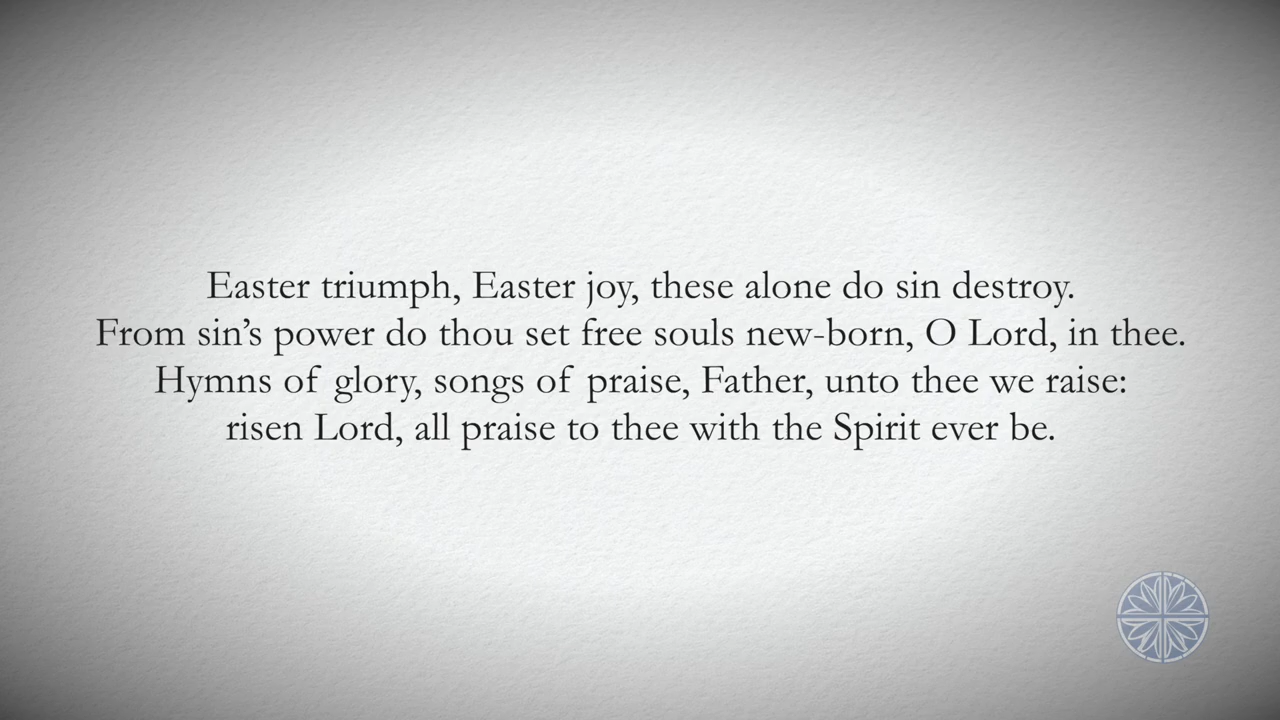 Easter triumph, Easter joy, these alone do sin destroy.
From sin’s power do thou set free souls new-born, O Lord, in thee.
Hymns of glory, songs of praise, Father, unto thee we raise:
risen Lord, all praise to thee with the Spirit ever be.